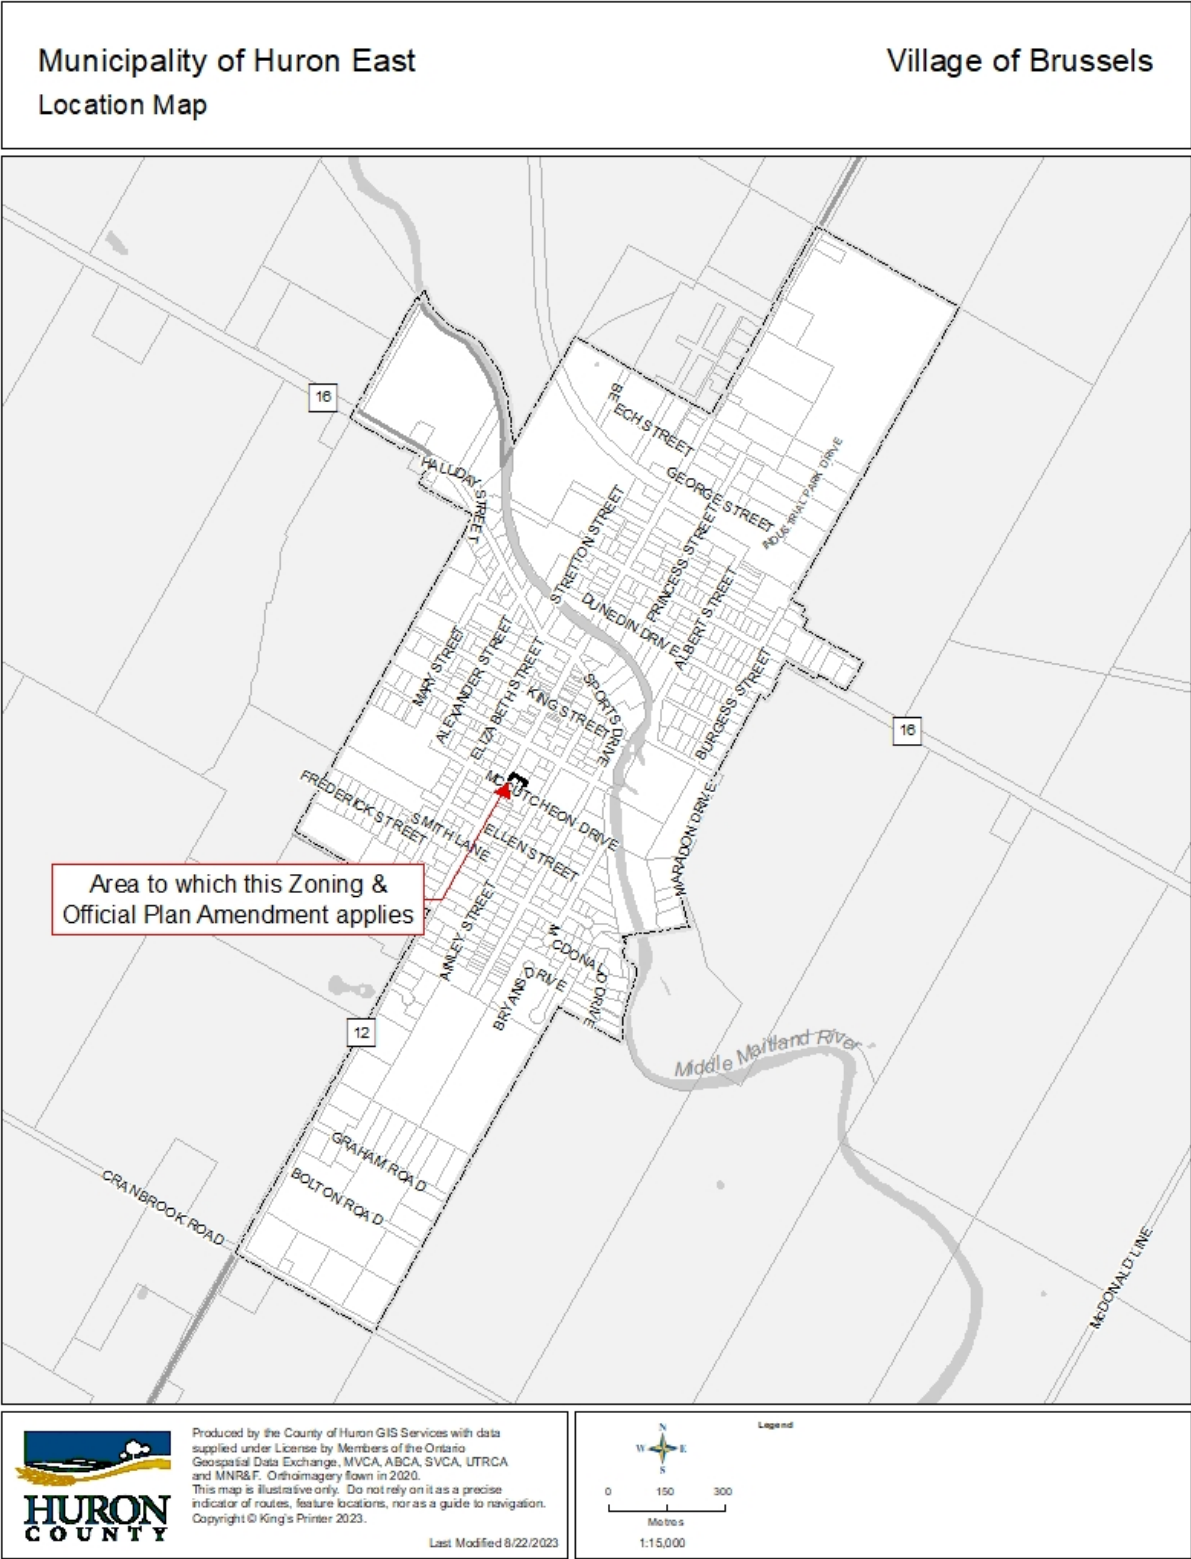 Municipality of Huron East
Village of Brussels
Location Map
16
BEECH STREET
HALLUDAY STREET
GEORGE STREET
INDUSTRIAL PARK DRIVE
STRETTON STREET
PRINCESS STREET
DUNEDIN DRIVE
ALBERT STREET
MARY STREET
ALEXANDER STREET
ELIZABETH STREET
KING STREET
SPORTS DRIVE
BURGESS STREET
16
FREDERICK STREET
MCCUTCHEON DRIVE
SMITH LANE
ELLEN STREET
MARADON DRIVE
Area to which this Zoning &
Official Plan Amendment applies
AINLEY STREET
MCDONALD DRIVE
BRYANS DRIVE
12
Middle Maitland River
GRAHAM ROAD
BOLTON ROAD
CRANBROOK ROAD
McDONALD LINE
HURON
COUNTY
Produced by the County of Huron GIS Services with data
supplied under License by Members of the Ontario
Geospatial Data Exchange, MVCA, ABCA, SVCA, UTRCA
and MNR&F. Orthoimagery flown in 2020.
This map is illustrative only. Do not rely on it as a precise
indicator of routes, feature locations, nor as a guide to navigation.
Copyright © King's Printer 2023.
Last Modified 8/22/2023
Legend
N
W E
S
0 150 300
Metres
1:15,000